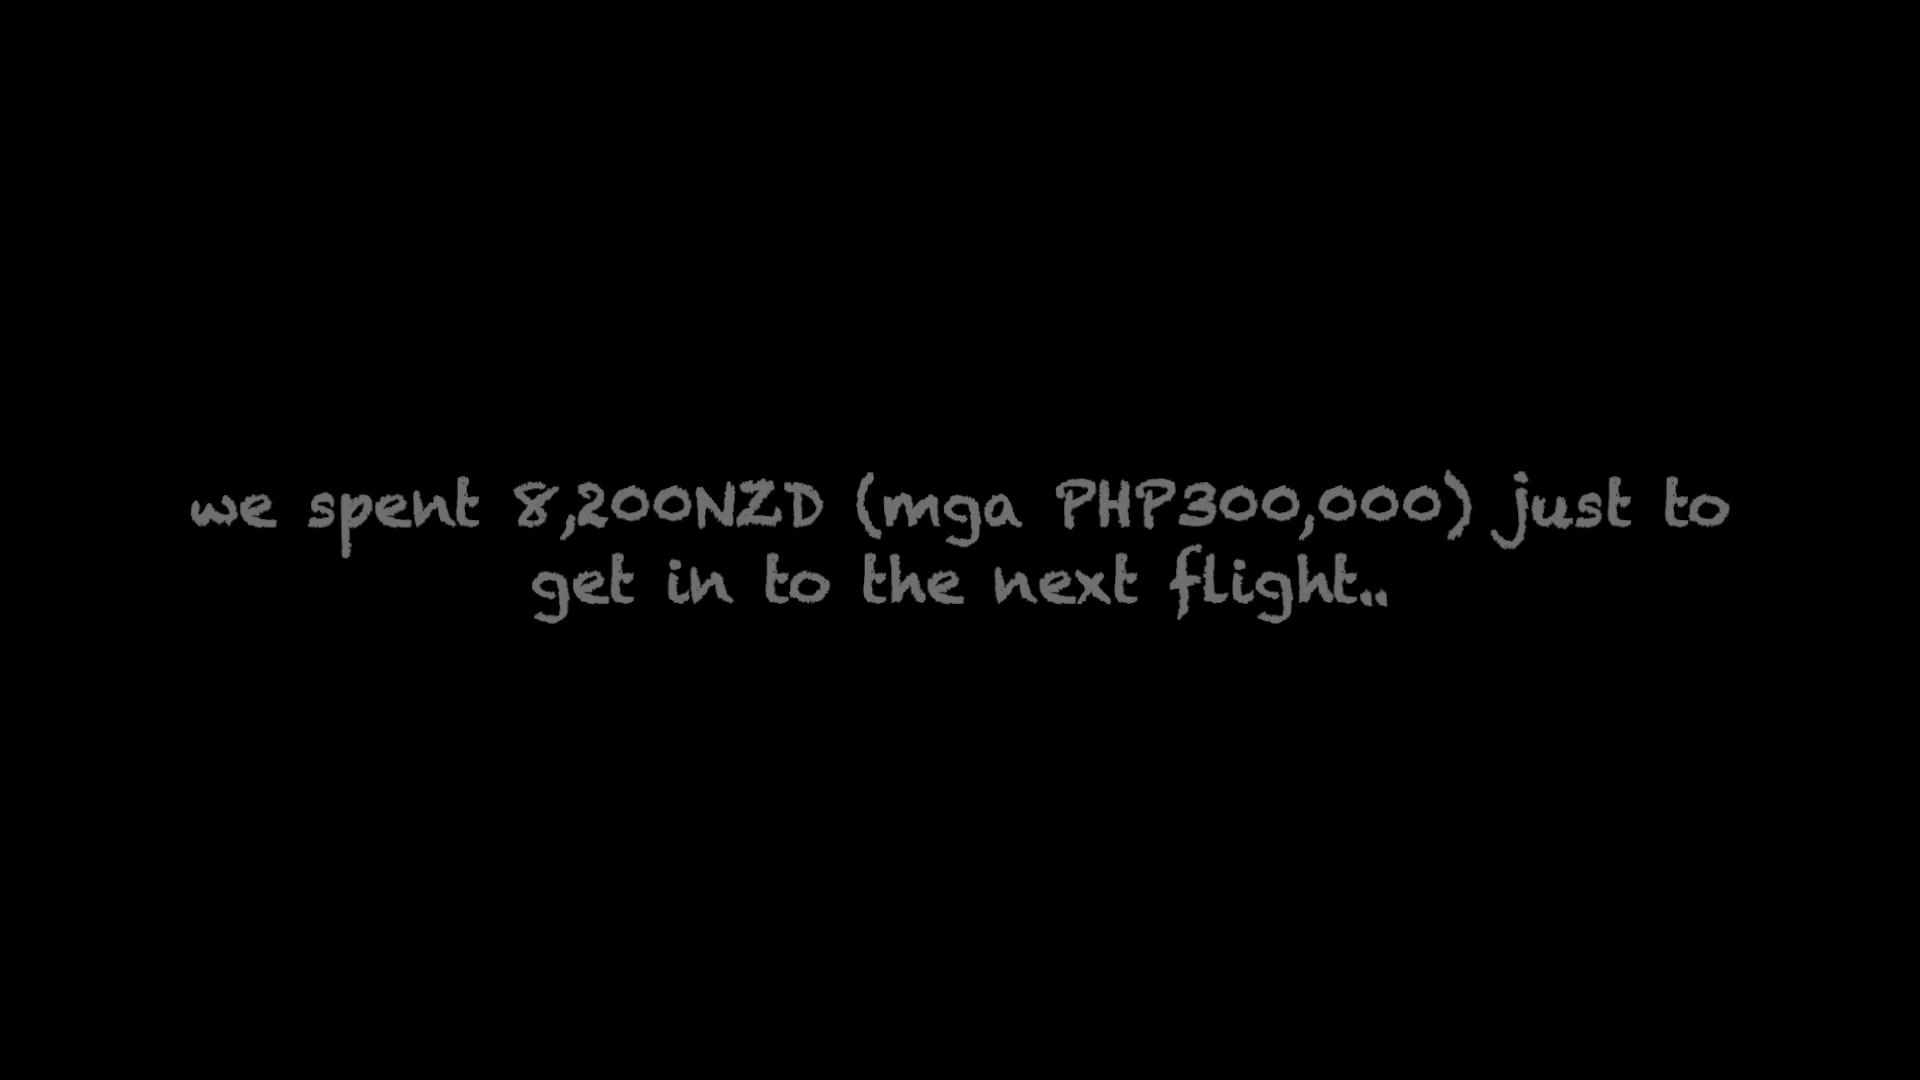 we spent 8,200NZD (mga PHP300,000) just to
get in to the next flight..